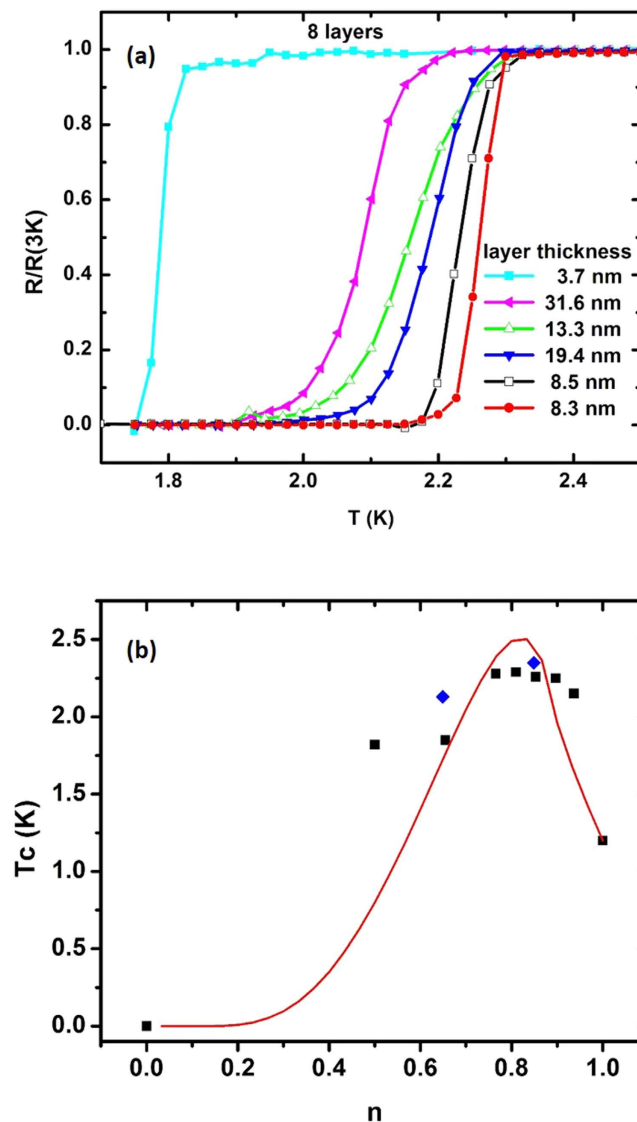 (a)
8 layers
1.0
0.8
0.6
0.4
0.2
0.0
R/R(3K)
layer thickness
3.7 nm
31.6 nm
13.3 nm
19.4 nm
8.5 nm
8.3 nm
1.8
2.0
2.2
2.4
T (K)
(b)
2.5
2.0
1.5
1.0
0.5
0.0
Tc (K)
0.0
0.2
0.4
0.6
0.8
1.0
n